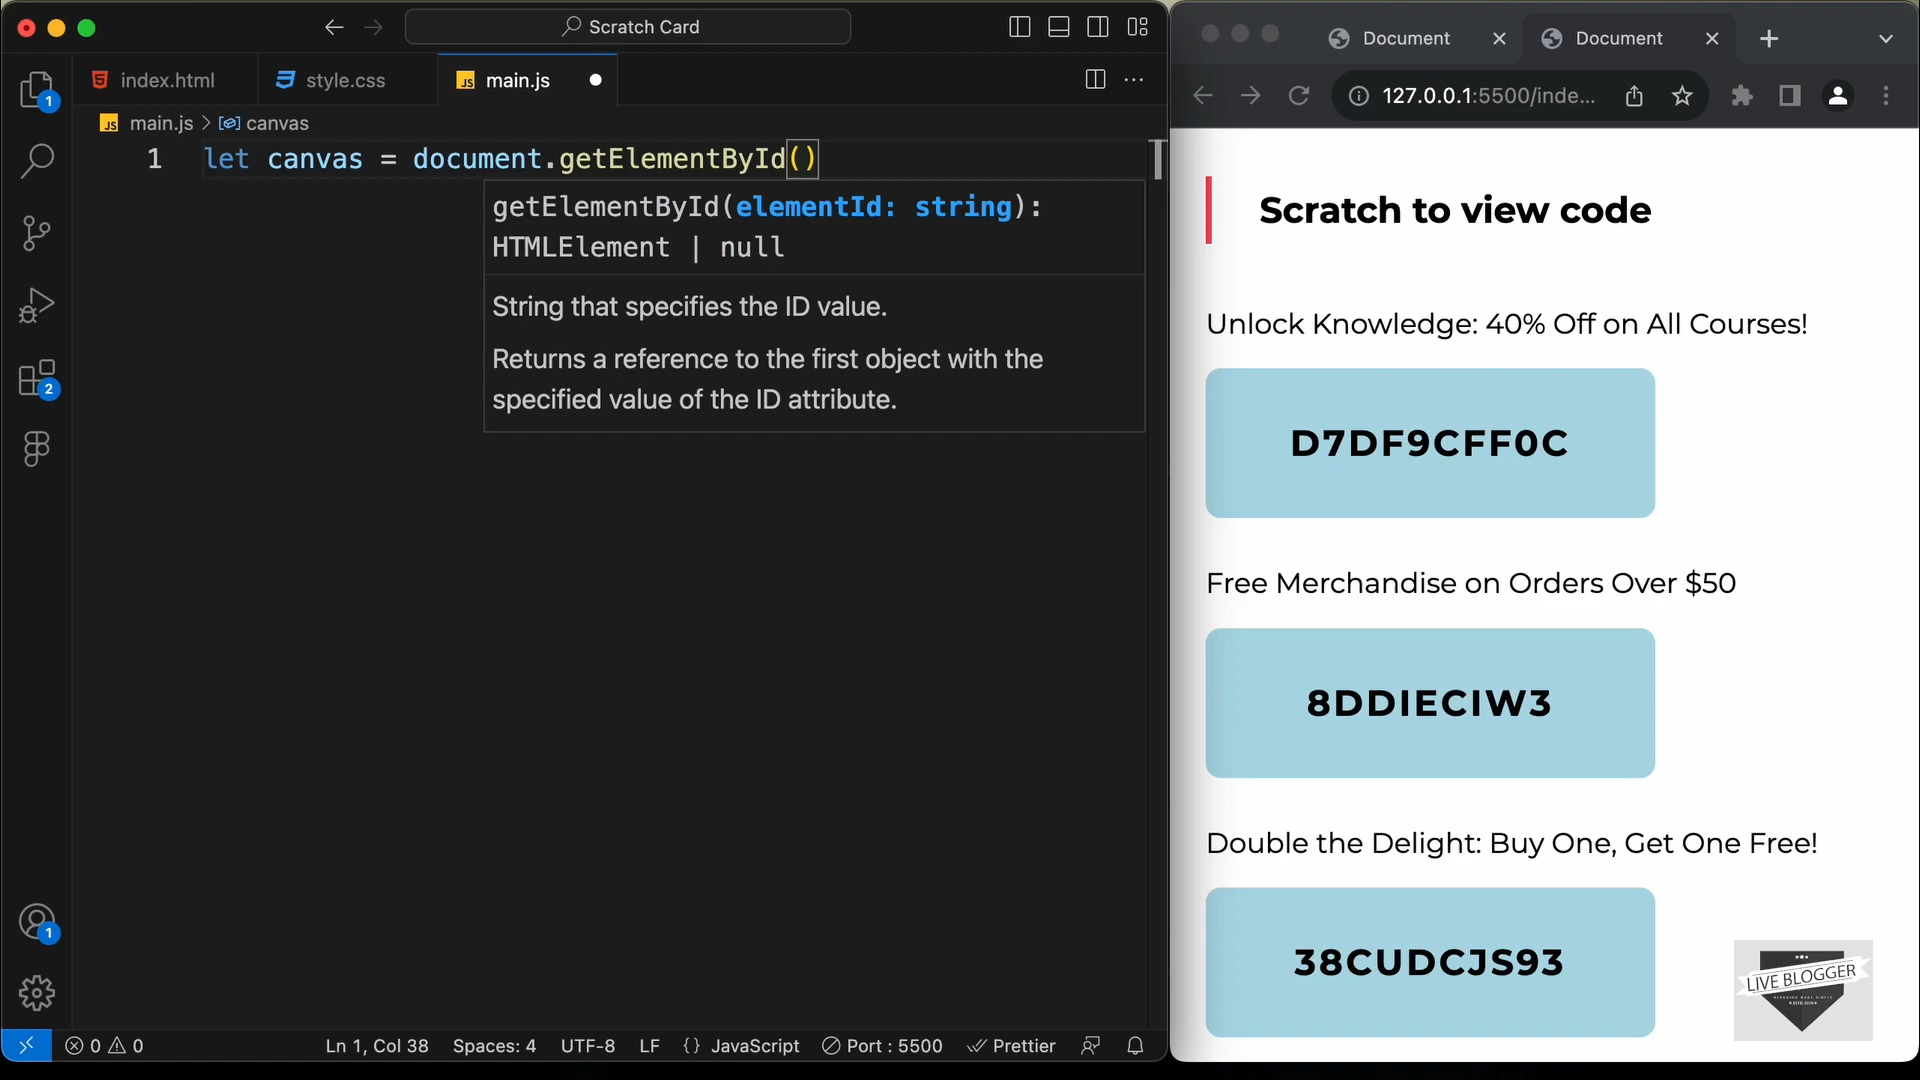 Scratch Card
index.html
style.css
main.js
main.js > canvas
1 let canvas = document.getElementById()
getElementById(elementId: string):
HTMLElement | null
String that specifies the ID value.
Returns a reference to the first object with the
specified value of the ID attribute.
1
2
1
0 0
Ln 1, Col 38
Spaces: 4
UTF-8
LF
{} JavaScript
Port : 5500
Prettier
Document
Document
127.0.0.1:5500/inde...
Scratch to view code
Unlock Knowledge: 40% Off on All Courses!
D7DF9CFF0C
Free Merchandise on Orders Over $50
8DDIECIW3
Double the Delight: Buy One, Get One Free!
38CUDCJS93
LIVE BLOGGER